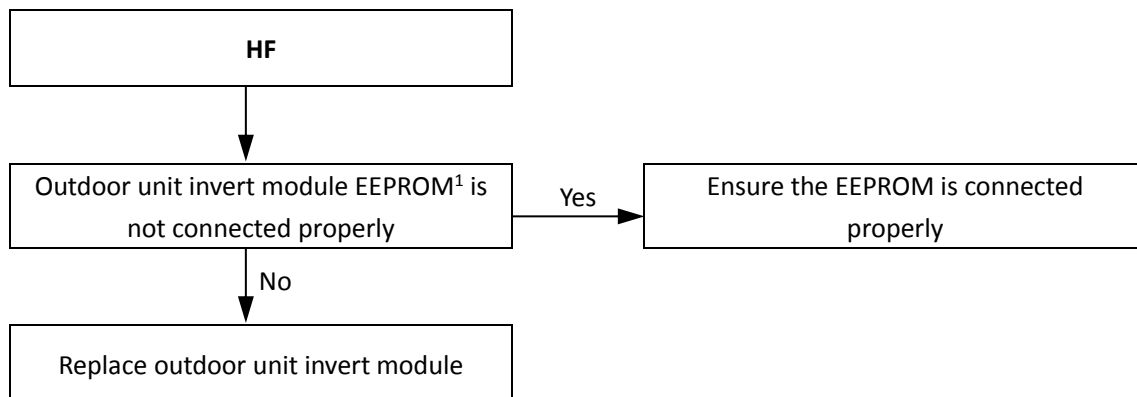 HF
Outdoor unit invert module EEPROM¹ is
not connected properly
Yes
Ensure the EEPROM is connected
properly
No
Replace outdoor unit invert module